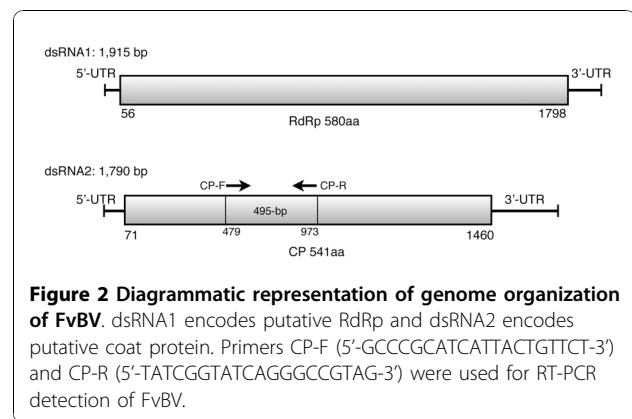 dsRNA1: 1,915 bp
5'-UTR
3'-UTR
56
1798
RdRp 580aa
dsRNA2: 1,790 bp
CP-F
CP-R
5'-UTR
3'-UTR
495-bp
71
479
973
1460
CP 541aa
Figure 2 Diagrammatic representation of genome organization
of FvBV. dsRNA1 encodes putative RdRp and dsRNA2 encodes
putative coat protein. Primers CP-F (5'-GCCCGCATCATTACTGTTCT-3')
and CP-R (5'-TATCGGTATCAGGGCCGTAG-3') were used for RT-PCR
detection of FvBV.